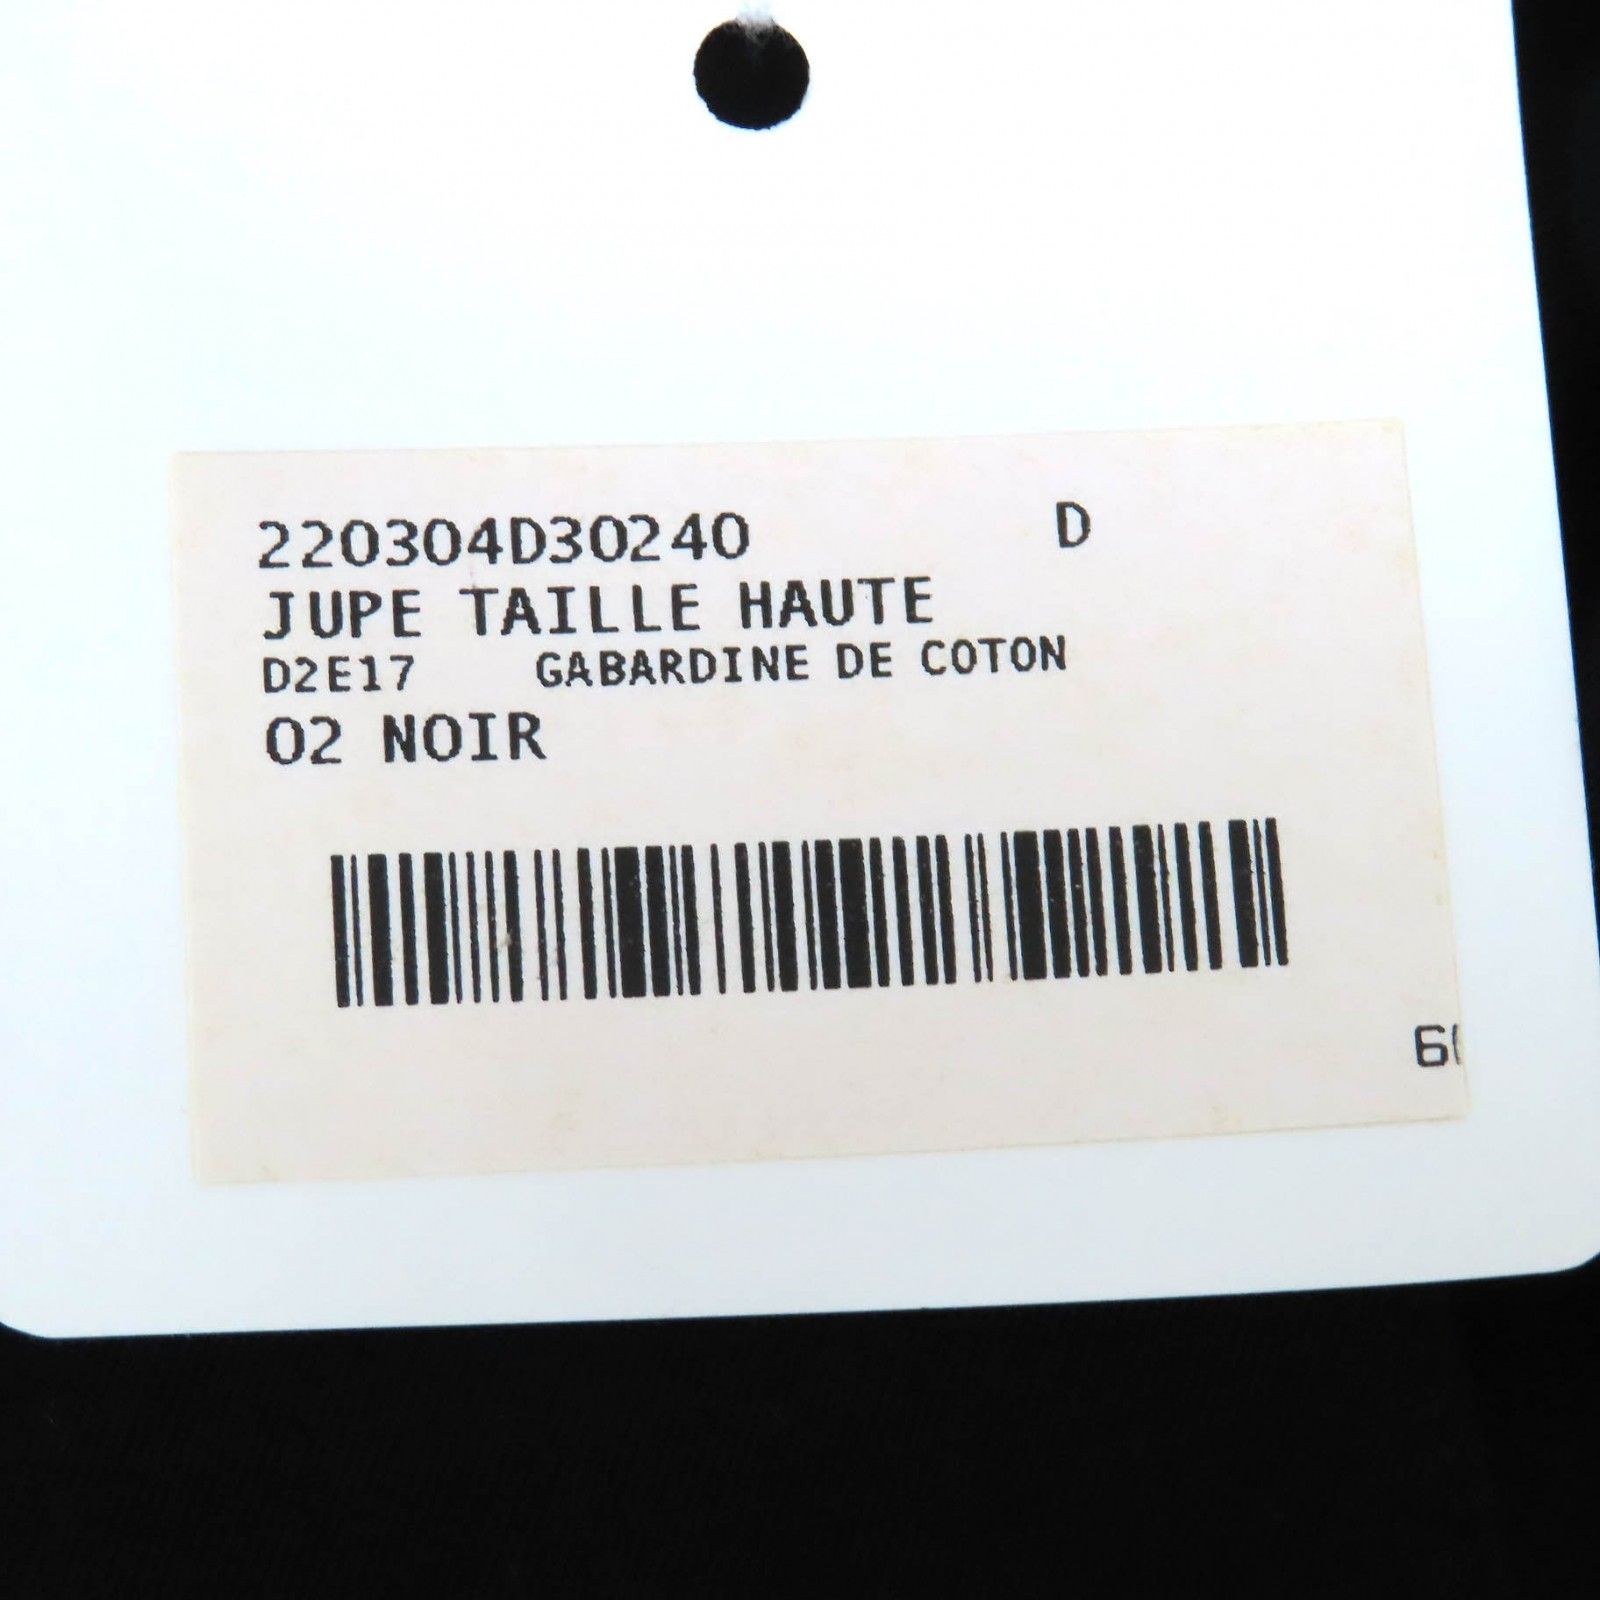 220304D30240 D
JUPE TAILLE HAUTE
D2E17 GABARDINE DE COTON
02 NOIR